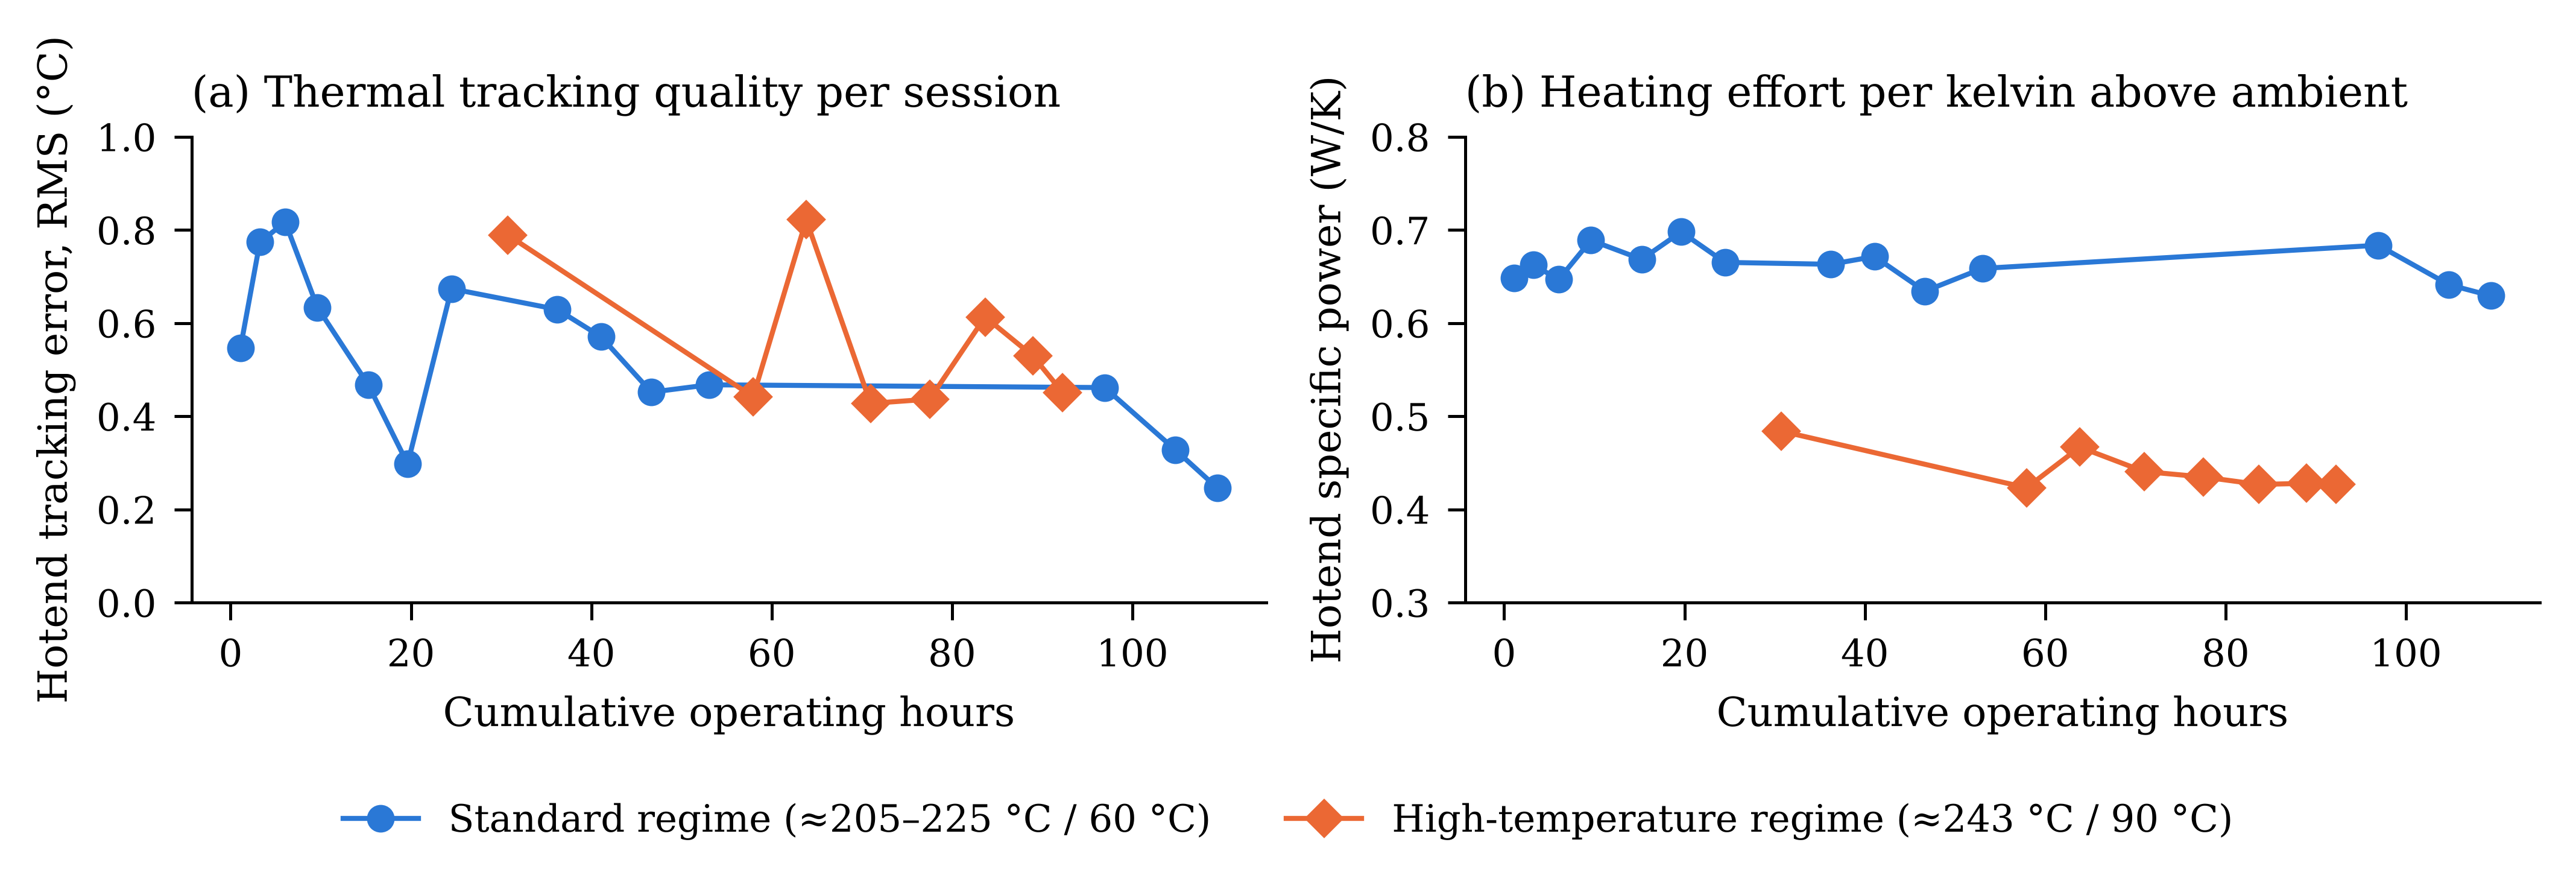 (a) Thermal tracking quality per session
Hotend tracking error, RMS (°C)
1.0
0.8
0.6
0.4
0.2
0.0
0 20 40 60 80 100
Cumulative operating hours
(b) Heating effort per kelvin above ambient
Hotend specific power (W/K)
0.8
0.7
0.6
0.5
0.4
0.3
0 20 40 60 80 100
Cumulative operating hours
Standard regime (≈205–225 °C / 60 °C)
High-temperature regime (≈243 °C / 90 °C)